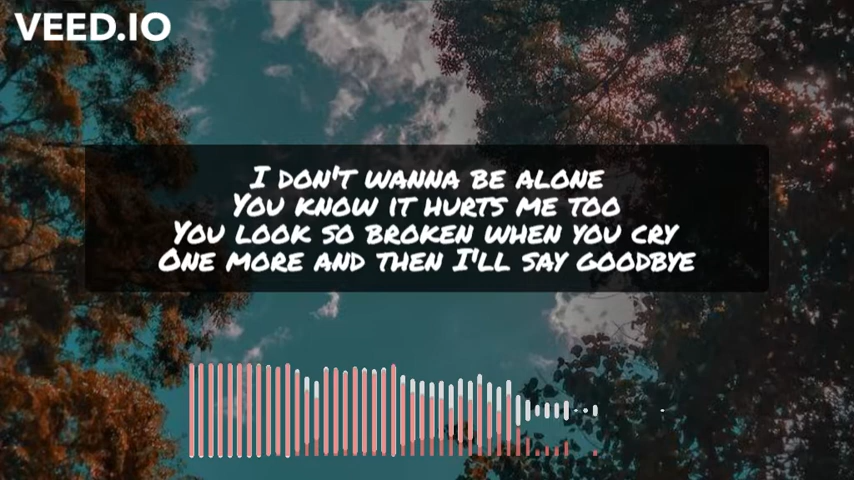 VEED.IO
I DON'T WANNA BE ALONE
YOU KNOW IT HURTS ME TOO
YOU LOOK SO BROKEN WHEN YOU CRY
ONE MORE AND THEN I'LL SAY GOODBYE